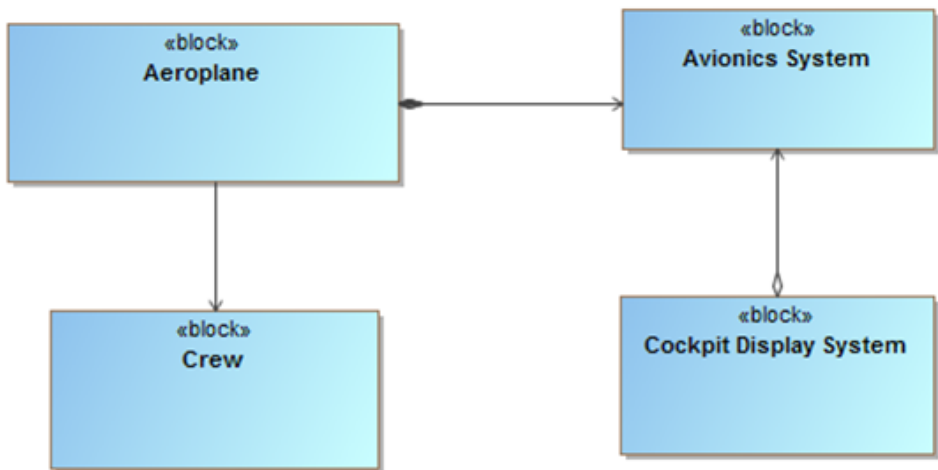 «block»
Aeroplane
«block»
Avionics System
«block»
Crew
«block»
Cockpit Display System